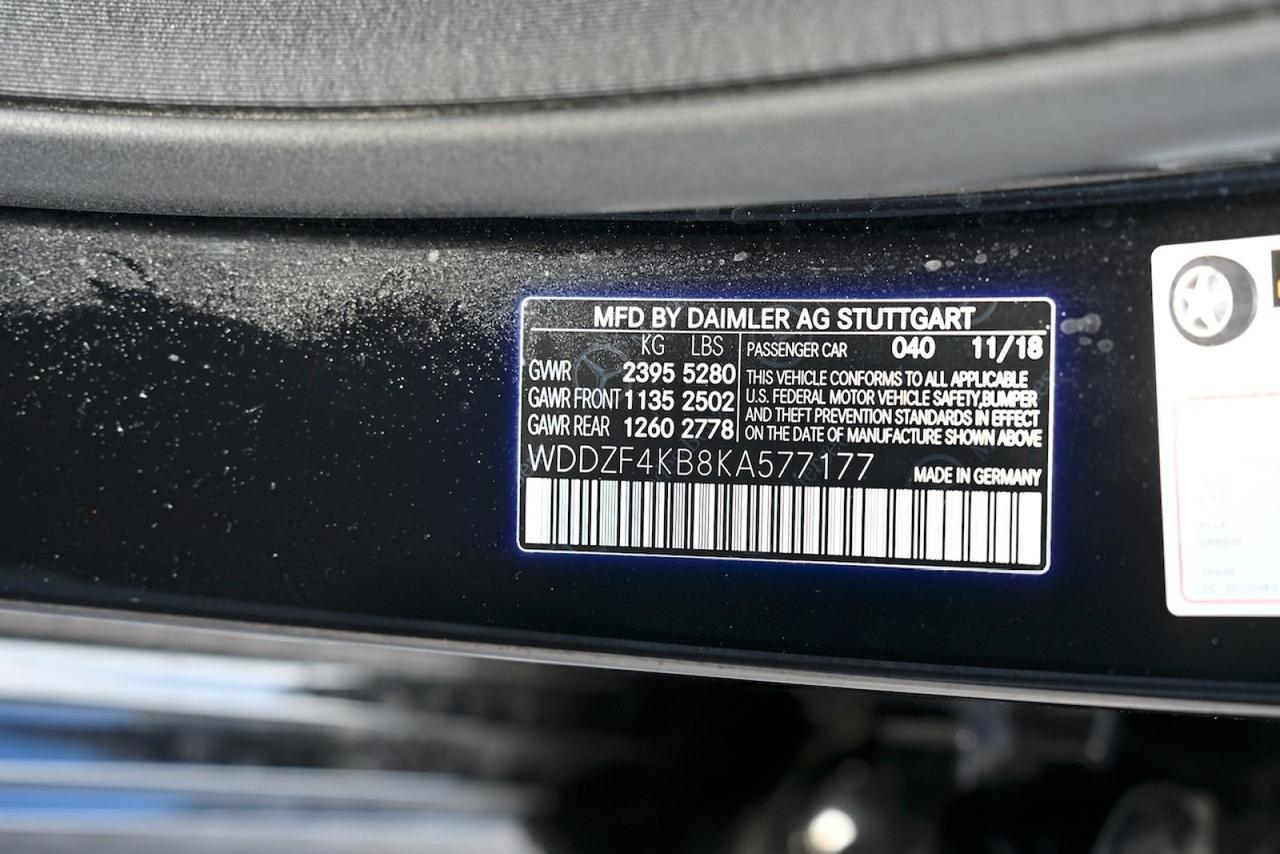 MFD BY DAIMLER AG STUTTGART
KG LBS
GVWR 2395 5280
GAWR FRONT 1135 2502
GAWR REAR 1260 2778
PASSENGER CAR 040 11/18
THIS VEHICLE CONFORMS TO ALL APPLICABLE
U.S. FEDERAL MOTOR VEHICLE SAFETY,BUMPER
AND THEFT PREVENTION STANDARDS IN EFFECT
ON THE DATE OF MANUFACTURE SHOWN ABOVE
WDDZF4KB8KA577177
MADE IN GERMANY